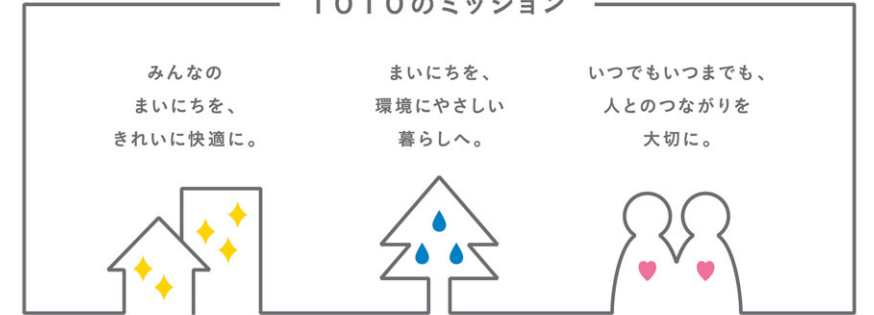 TOTOのミッション
みんなの
まいにちを、
きれいに快適に。
まいにちを、
環境にやさしい
暮らしへ。
いつでもいつまでも、
人とのつながりを
大切に。